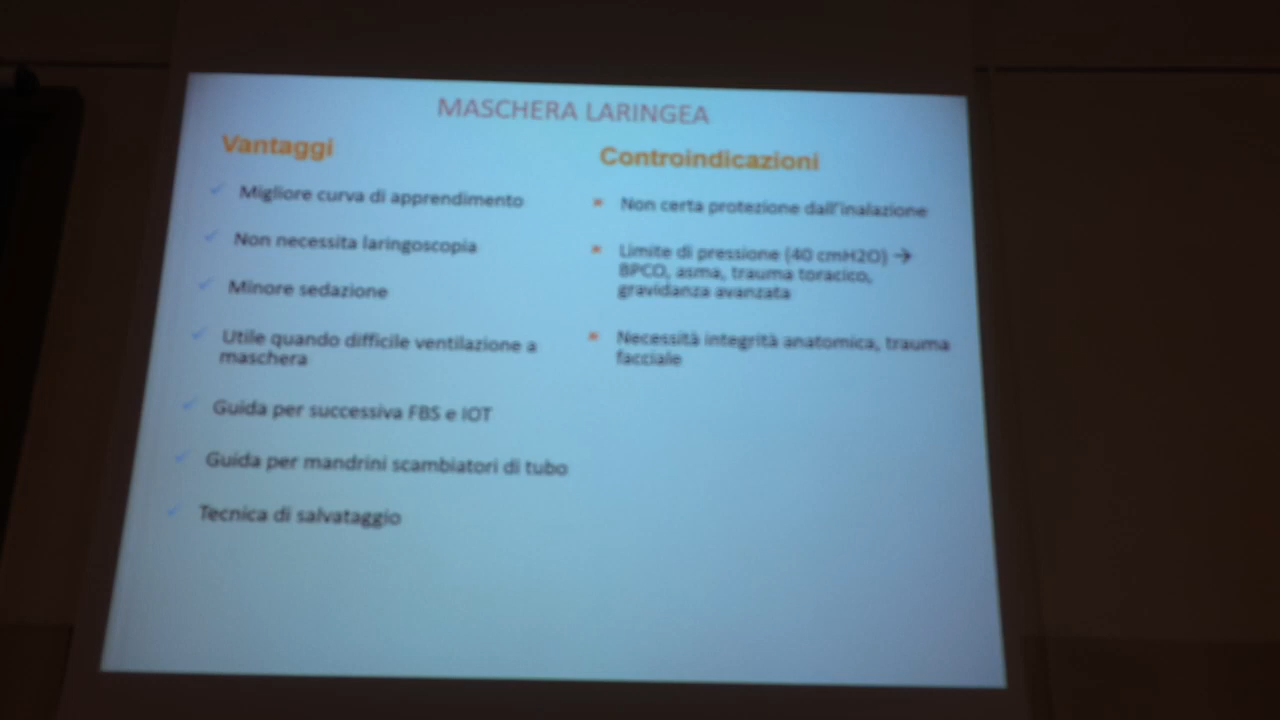 MASCHERA LARINGEA
Vantaggi
Migliore curva di apprendimento
Non necessita laringoscopia
Minore sedazione
Utile quando difficile ventilazione a
maschera
Guida per successiva FBS e IOT
Guida per mandrini scambiatori di tubo
Tecnica di salvataggio
Controindicazioni
Non certa protezione dall'inalazione
Limite di pressione (40 cmH2O) →
BPCO, asma, trauma toracico,
gravidanza avanzata
Necessità integrità anatomica, trauma
facciale